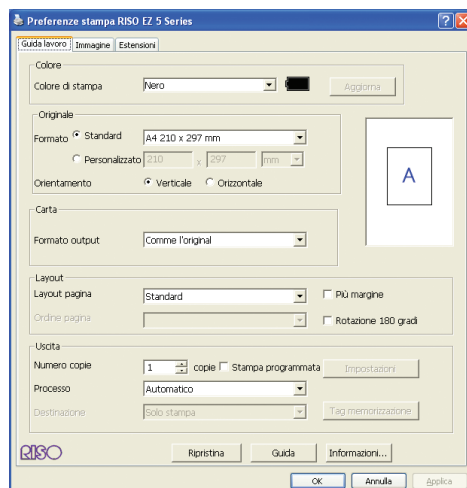 Preferenze stampa RISO EZ 5 Series
Guida lavoro Immagine Estensioni
Colore
Colore di stampa Nero Aggiorna
Originale
Formato Standard A4 210 x 297 mm
Personalizzato 210 x 297 mm
Orientamento Verticale Orizzontale
A
Carta
Formato output Comme l'original
Layout
Layout pagina Standard Più margine
Ordine pagina Rotazione 180 gradi
Uscita
Numero copie 1 copie Stampa programmata Impostazioni
Processo Automatico
Destinazione Solo stampa Tag memorizzazione
RISO Ripristina Guida Informazioni...
OK Annulla Applica